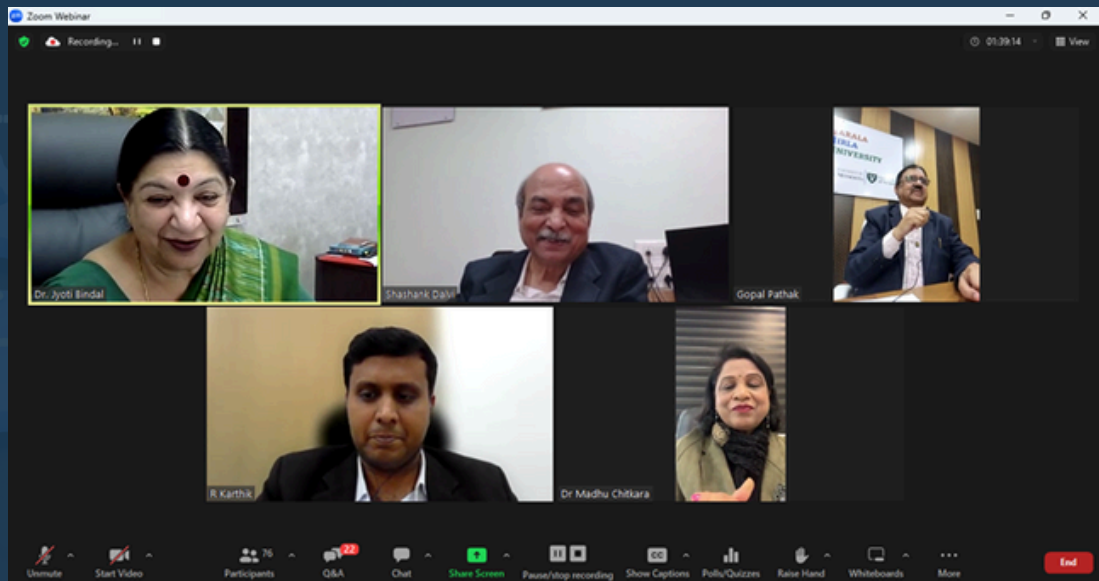 Zoom Webinar
Recording...
01:39:14
View
Dr. Jyoti Bindal
Shashank Dalvi
Gopal Pathak
UNIVERSITY
R Karthik
Dr Madhu Chitkara
Unmute
Start Video
76
Participants
22
Q&A
Chat
Share Screen
Pause/stop recording
CC
Show Captions
Polls/Quizzes
Raise Hand
Whiteboards
More
End